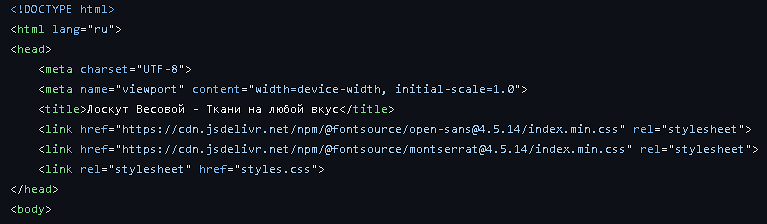 <!DOCTYPE html>
<html lang="ru">
<head>
    <meta charset="UTF-8">
    <meta name="viewport" content="width=device-width, initial-scale=1.0">
    <title>Лоскут Весовой - Ткани на любой вкус</title>
    <link href="https://cdn.jsdelivr.net/npm/@fontsource/open-sans@4.5.14/index.min.css" rel="stylesheet">
    <link href="https://cdn.jsdelivr.net/npm/@fontsource/montserrat@4.5.14/index.min.css" rel="stylesheet">
    <link rel="stylesheet" href="styles.css">
</head>
<body>